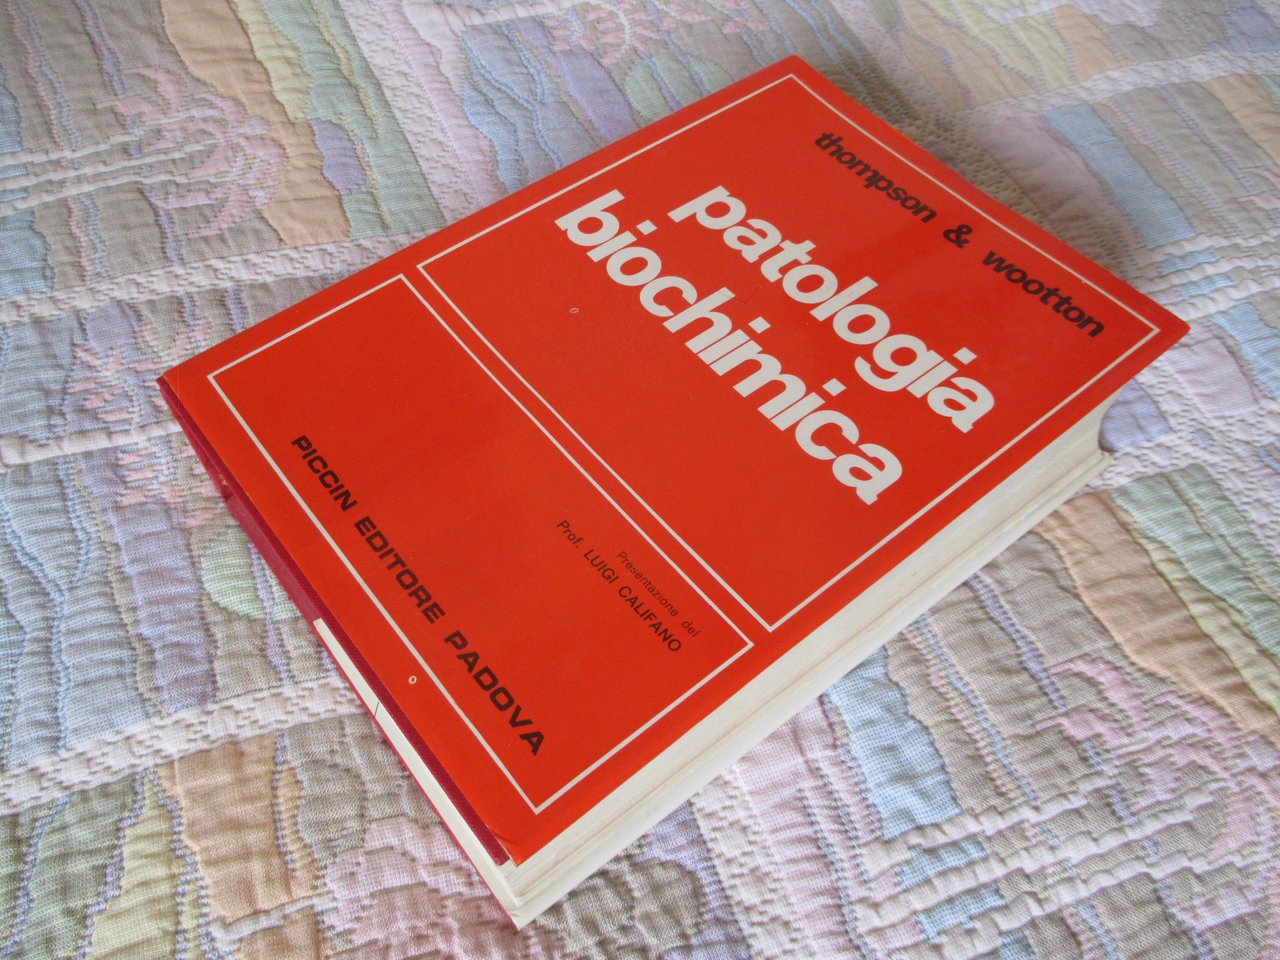 thompson & wootton
patologia
biochimica
Presentazione del
Prof. LUIGI CALIFANO
PICCIN EDITORE PADOVA